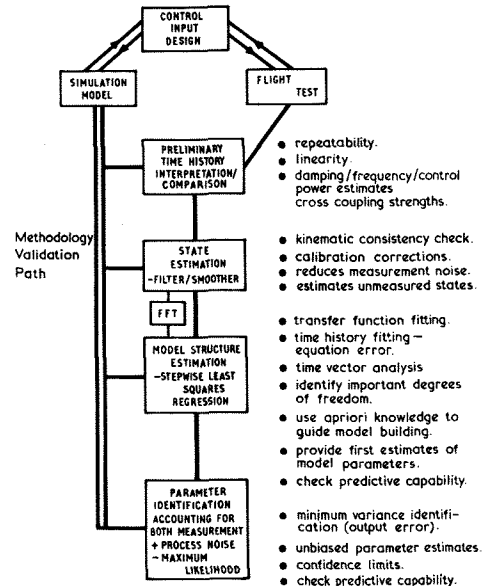 CONTROL
INPUT
DESIGN
SIMULATION
MODEL
FLIGHT
TEST
PRELIMINARY
TIME HISTORY
INTERPRETATION/
COMPARISON
• repeatability.
• linearity.
• damping/frequency/control
power estimates
cross coupling strengths.
Methodology
Validation
Path
STATE
ESTIMATION
-FILTER/SMOOTHER
• kinematic consistency check.
• calibration corrections.
• reduces measurement noise.
• estimates unmeasured states.
FFT
MODEL STRUCTURE
ESTIMATION
-STEPWISE LEAST
SQUARES
REGRESSION
• transfer function fitting.
• time history fitting –
equation error.
• time vector analysis
• identify important degrees
of freedom.
• use apriori knowledge to
guide model building.
• provide first estimates of
model parameters.
• check predictive capability.
PARAMETER
IDENTIFICATION
ACCOUNTING FOR
BOTH MEASUREMENT
+ PROCESS NOISE
- MAXIMUM
LIKELIHOOD
• minimum variance identifi-
cation (output error).
• unbiased parameter estimates.
• confidence limits.
• check predictive capability.